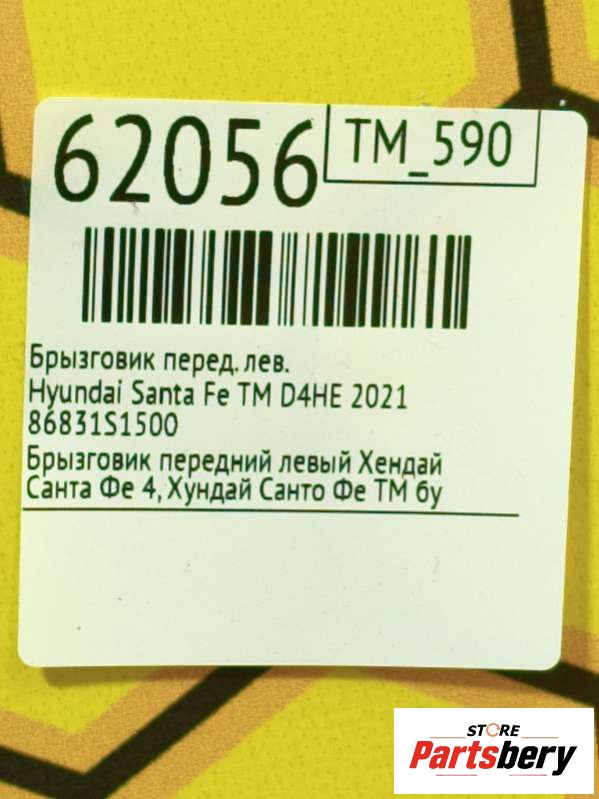 62056
TM_590
Брызговик перед. лев.
Hyundai Santa Fe TM D4HE 2021
86831S1500
Брызговик передний левый Хендай
Санта Фе 4, Хундай Санто Фе ТМ бу
STORE
Partsbery